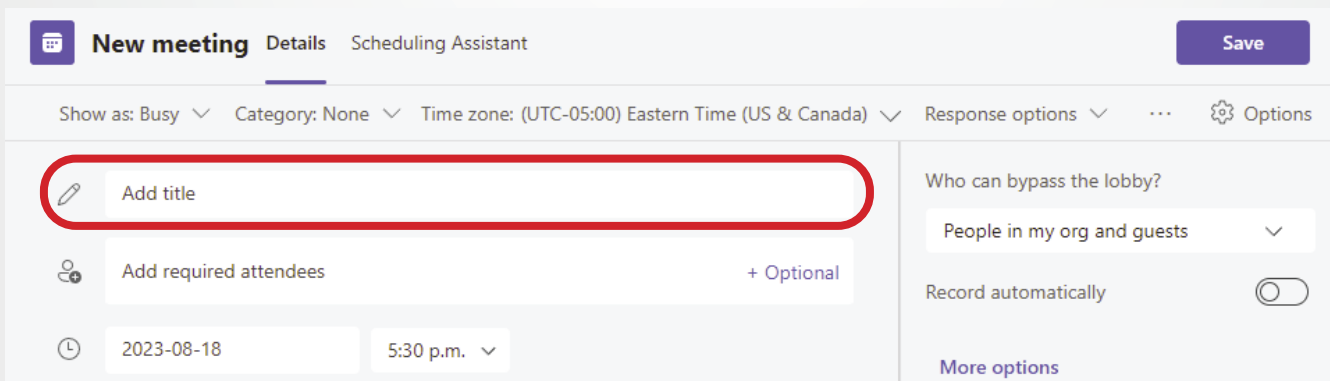 New meeting Details Scheduling Assistant Save
Show as: Busy Category: None Time zone: (UTC-05:00) Eastern Time (US & Canada) Response options ... Options
Add title
Who can bypass the lobby?
People in my org and guests
Add required attendees + Optional
Record automatically
2023-08-18 5:30 p.m.
More options